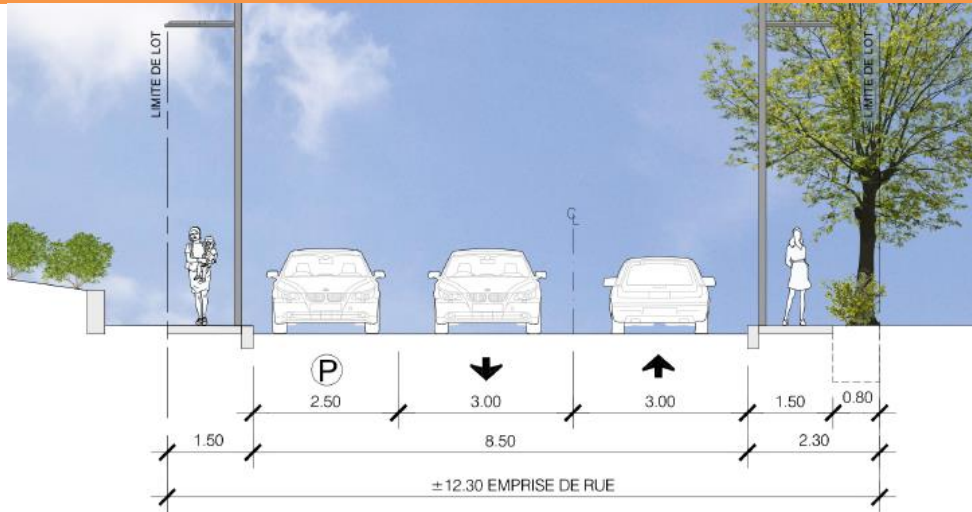 LIMITE DE LOT
LIMITE DE LOT
CL
P
2.50 3.00 3.00 1.50 0.80
1.50 8.50 2.30
±12.30 EMPRISE DE RUE